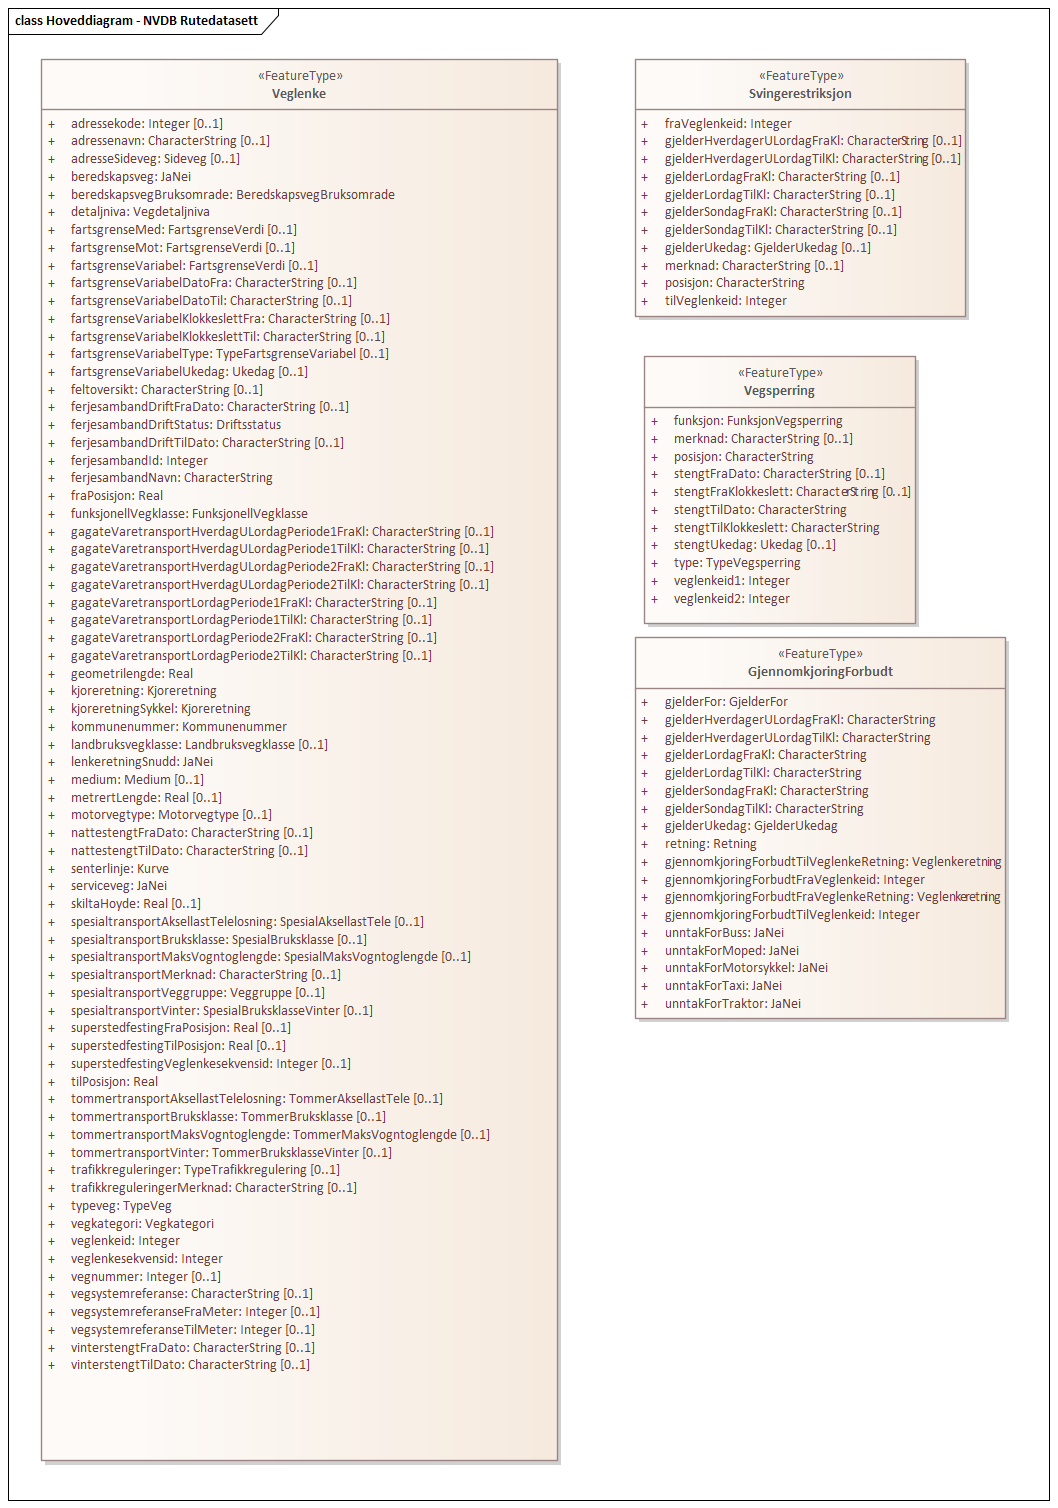 class Hoveddiagram - NVDB Rutedatasett
«FeatureType»
Veglenke
+ adressekode: Integer [0..1]
+ adressenavn: CharacterString [0..1]
+ adresseSideveg: Sideveg [0..1]
+ beredskapsveg: JaNei
+ beredskapsvegBruksomrade: BeredskapsvegBruksomrade
+ detaljniva: Vegdetaljniva
+ fartsgrenseMed: FartsgrenseVerdi [0..1]
+ fartsgrenseMot: FartsgrenseVerdi [0..1]
+ fartsgrenseVariabel: FartsgrenseVerdi [0..1]
+ fartsgrenseVariabelDatoFra: CharacterString [0..1]
+ fartsgrenseVariabelDatoTil: CharacterString [0..1]
+ fartsgrenseVariabelKlokkeslettFra: CharacterString [0..1]
+ fartsgrenseVariabelKlokkeslettTil: CharacterString [0..1]
+ fartsgrenseVariabelType: TypeFartsgrenseVariabel [0..1]
+ fartsgrenseVariabelUkedag: Ukedag [0..1]
+ feltoversikt: CharacterString [0..1]
+ ferjesambandDriftFraDato: CharacterString [0..1]
+ ferjesambandDriftStatus: Driftsstatus
+ ferjesambandDriftTilDato: CharacterString [0..1]
+ ferjesambandId: Integer
+ ferjesambandNavn: CharacterString
+ fraPosisjon: Real
+ funksjonellVegklasse: FunksjonellVegklasse
+ gagateVaretransportHverdagULordagPeriode1FraKl: CharacterString [0..1]
+ gagateVaretransportHverdagULordagPeriode1TilKl: CharacterString [0..1]
+ gagateVaretransportHverdagULordagPeriode2FraKl: CharacterString [0..1]
+ gagateVaretransportHverdagULordagPeriode2TilKl: CharacterString [0..1]
+ gagateVaretransportLordagPeriode1FraKl: CharacterString [0..1]
+ gagateVaretransportLordagPeriode1TilKl: CharacterString [0..1]
+ gagateVaretransportLordagPeriode2FraKl: CharacterString [0..1]
+ gagateVaretransportLordagPeriode2TilKl: CharacterString [0..1]
+ geometrilengde: Real
+ kjoreretning: Kjoreretning
+ kjoreretningSykkel: Kjoreretning
+ kommunenummer: Kommunenummer
+ landbruksvegklasse: Landbruksvegklasse [0..1]
+ lenkeretningSnudd: JaNei
+ medium: Medium [0..1]
+ metrertLengde: Real [0..1]
+ motorvegtype: Motorvegtype [0..1]
+ nattestengtFraDato: CharacterString [0..1]
+ nattestengtTilDato: CharacterString [0..1]
+ senterlinje: Kurve
+ serviceveg: JaNei
+ skiltaHoyde: Real [0..1]
+ spesialtransportAksellastTelelosning: SpesialAksellastTele [0..1]
+ spesialtransportBruksklasse: SpesialBruksklasse [0..1]
+ spesialtransportMaksVogntoglengde: SpesialMaksVogntoglengde [0..1]
+ spesialtransportMerknad: CharacterString [0..1]
+ spesialtransportVeggruppe: Veggruppe [0..1]
+ spesialtransportVinter: SpesialBruksklasseVinter [0..1]
+ superstedfestingFraPosisjon: Real [0..1]
+ superstedfestingTilPosisjon: Real [0..1]
+ superstedfestingVeglenkesekvensid: Integer [0..1]
+ tilPosisjon: Real
+ tommertransportAksellastTelelosning: TommerAksellastTele [0..1]
+ tommertransportBruksklasse: TommerBruksklasse [0..1]
+ tommertransportMaksVogntoglengde: TommerMaksVogntoglengde [0..1]
+ tommertransportVinter: TommerBruksklasseVinter [0..1]
+ trafikkreguleringer: TypeTrafikkregulering [0..1]
+ trafikkreguleringerMerknad: CharacterString [0..1]
+ typeveg: TypeVeg
+ vegkategori: Vegkategori
+ veglenkeid: Integer
+ veglenkesekvensid: Integer
+ vegnummer: Integer [0..1]
+ vegsystemreferanse: CharacterString [0..1]
+ vegsystemreferanseFraMeter: Integer [0..1]
+ vegsystemreferanseTilMeter: Integer [0..1]
+ vinterstengtFraDato: CharacterString [0..1]
+ vinterstengtTilDato: CharacterString [0..1]
«FeatureType»
Svingerestriksjon
+ fraVeglenkeid: Integer
+ gjelderHverdagerULordagFraKl: CharacterString [0..1]
+ gjelderHverdagerULordagTilKl: CharacterString [0..1]
+ gjelderLordagFraKl: CharacterString [0..1]
+ gjelderLordagTilKl: CharacterString [0..1]
+ gjelderSondagFraKl: CharacterString [0..1]
+ gjelderSondagTilKl: CharacterString [0..1]
+ gjelderUkedag: GjelderUkedag [0..1]
+ merknad: CharacterString [0..1]
+ posisjon: CharacterString
+ tilVeglenkeid: Integer
«FeatureType»
Vegsperring
+ funksjon: FunksjonVegsperring
+ merknad: CharacterString [0..1]
+ posisjon: CharacterString
+ stengtFraDato: CharacterString [0..1]
+ stengtFraKlokkeslett: CharacterString [0..1]
+ stengtTilDato: CharacterString
+ stengtTilKlokkeslett: CharacterString
+ stengtUkedag: Ukedag [0..1]
+ type: TypeVegsperring
+ veglenkeid1: Integer
+ veglenkeid2: Integer
«FeatureType»
GjennomkjoringForbudt
+ gjelderFor: GjelderFor
+ gjelderHverdagerULordagFraKl: CharacterString
+ gjelderHverdagerULordagTilKl: CharacterString
+ gjelderLordagFraKl: CharacterString
+ gjelderLordagTilKl: CharacterString
+ gjelderSondagFraKl: CharacterString
+ gjelderSondagTilKl: CharacterString
+ gjelderUkedag: GjelderUkedag
+ retning: Retning
+ gjennomkjoringForbudtTilVeglenkeRetning: Veglenkeretning
+ gjennomkjoringForbudtFraVeglenkeid: Integer
+ gjennomkjoringForbudtFraVeglenkeRetning: Veglenkeretning
+ gjennomkjoringForbudtTilVeglenkeid: Integer
+ unntakForBuss: JaNei
+ unntakForMoped: JaNei
+ unntakForMotorsykkel: JaNei
+ unntakForTaxi: JaNei
+ unntakForTraktor: JaNei